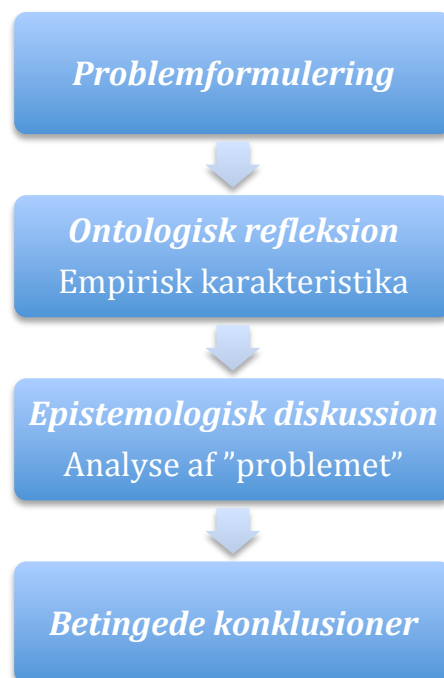 Problemformulering
Ontologisk refleksion
Empirisk karakteristika
Epistemologisk diskussion
Analyse af ”problemet”
Betingede konklusioner